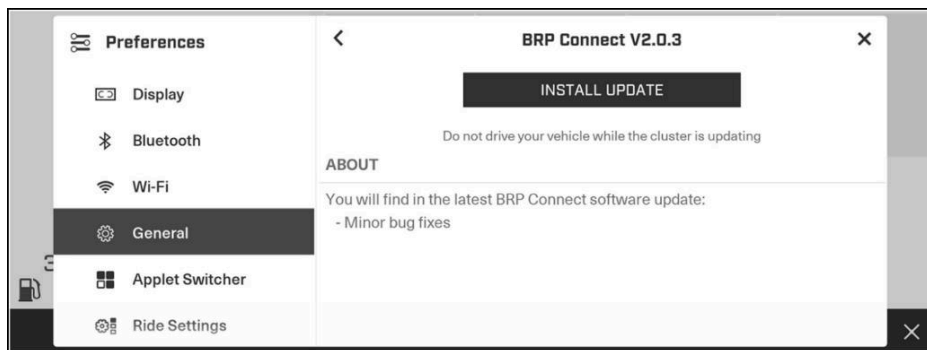 Preferences
Display
Bluetooth
Wi-Fi
General
Applet Switcher
Ride Settings
BRP Connect V2.0.3
INSTALL UPDATE
Do not drive your vehicle while the cluster is updating
ABOUT
You will find in the latest BRP Connect software update:
- Minor bug fixes